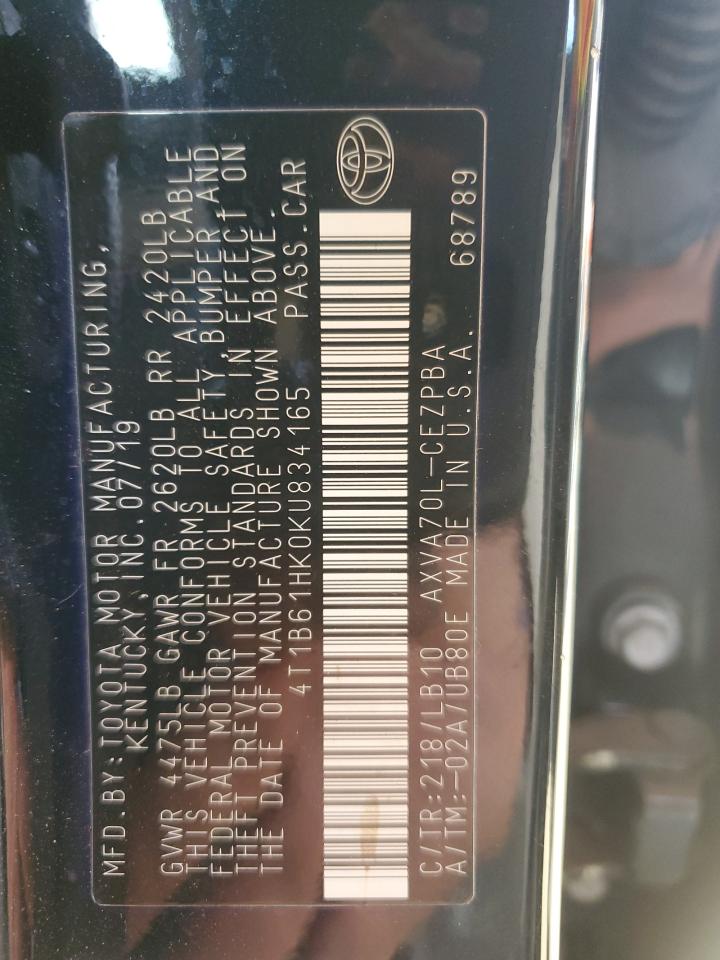 MFD.BY:TOYOTA MOTOR MANUFACTURING,
KENTUCKY,INC.07/19
GVWR 4475LB GAWR FR 2620LB RR 2420LB
THIS VEHICLE CONFORMS TO ALL APPLICABLE
FEDERAL MOTOR VEHICLE SAFETY,BUMPER,AND
THEFT PREVENTION STANDARDS IN EFFECT ON
THE DATE OF MANUFACTURE SHOWN ABOVE.
4T1B61HK0KU834165 PASS.CAR
C/TR:218/LB10 AXVA70L-CEZPBA
A/TM:-02A/UB80E MADE IN U.S.A. 68789